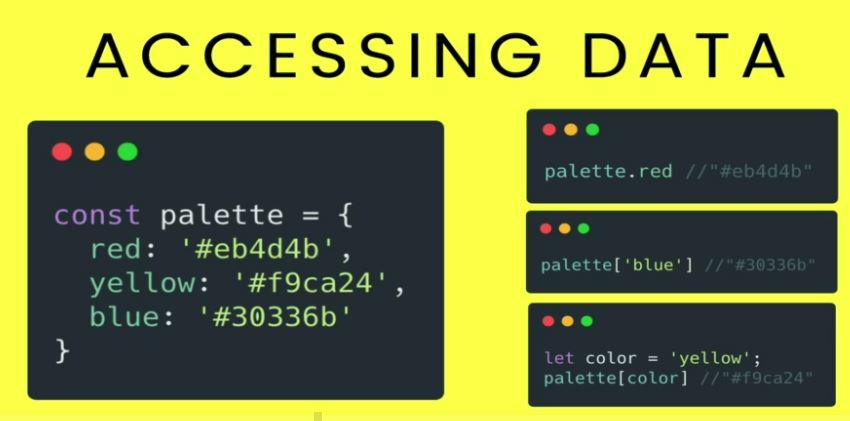 ACCESSING DATA
const palette = {
  red: '#eb4d4b',
  yellow: '#f9ca24',
  blue: '#30336b'
}
palette.red //"#eb4d4b"
palette['blue'] //"#30336b"
let color = 'yellow';
palette[color] //"#f9ca24"